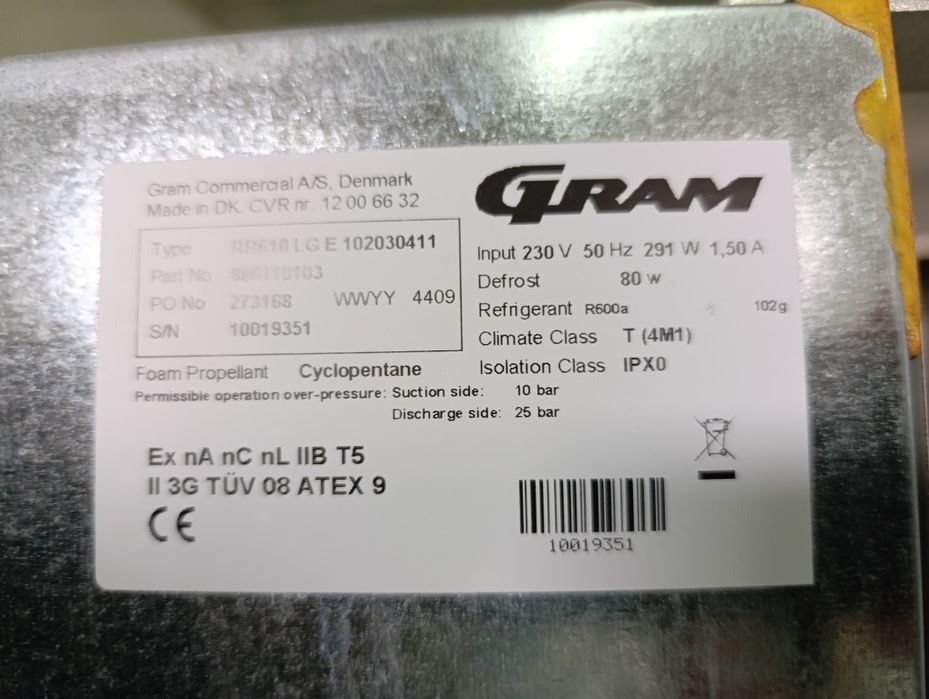 Gram Commercial A/S, Denmark
Made in DK. CVR nr. 12 00 66 32
Type RR610 LG E 102030411
Part No
PO No 273168 WWYY 4409
S/N 10019351
Foam Propellant Cyclopentane
GRAM
Input 230 V 50 Hz 291 W 1,50 A
Defrost 80 W
Refrigerant R600a 102g
Climate Class T (4M1)
Isolation Class IPX0
Permissible operation over-pressure: Suction side: 10 bar
Discharge side: 25 bar
Ex nA nC nL IIB T5
II 3G TÜV 08 ATEX 9
CE
10019351